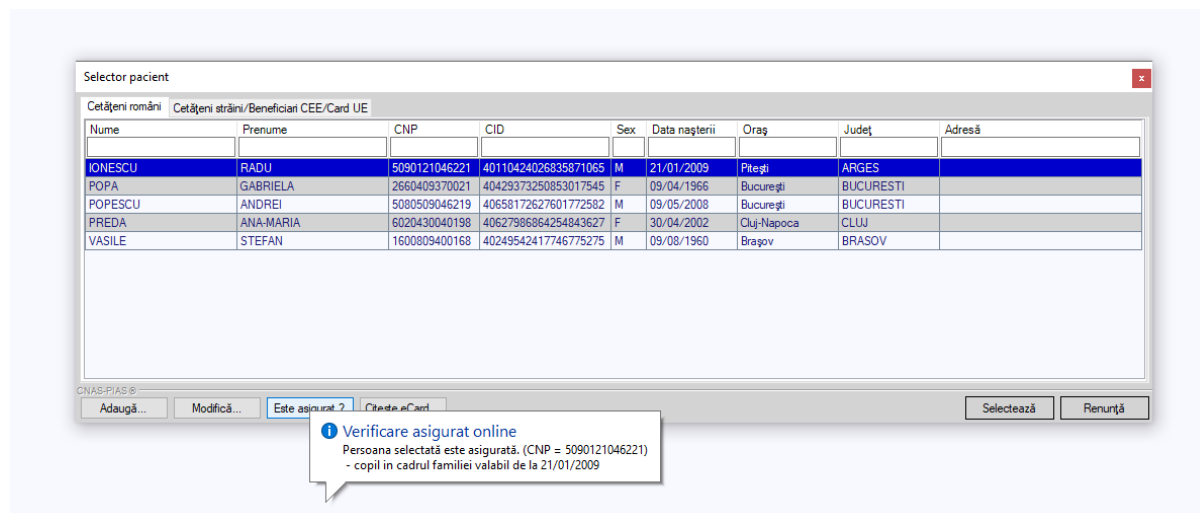 Selector pacient
x
Cetăţeni români Cetăţeni străini/Beneficiari CEE/Card UE
Nume Prenume CNP CID Sex Data naşterii Oraş Judeţ Adresă
IONESCU RADU 5090121046221 40110424026835871065 M 21/01/2009 Piteşti ARGES
POPA GABRIELA 2660409370021 40429373250853017545 F 09/04/1966 Bucureşti BUCURESTI
POPESCU ANDREI 5080509046219 40658172627601772582 M 09/05/2008 Bucureşti BUCURESTI
PREDA ANA-MARIA 6020430040198 40627986864254843627 F 30/04/2002 Cluj-Napoca CLUJ
VASILE STEFAN 1600809400168 40249542417746775275 M 09/08/1960 Braşov BRASOV
CNAS-PIAS ®
Adaugă... Modifică... Este asigurat ? Citeste eCard... Selectează Renunţă
Verificare asigurat online
Persoana selectată este asigurată. (CNP = 5090121046221)
- copil in cadrul familiei valabil de la 21/01/2009